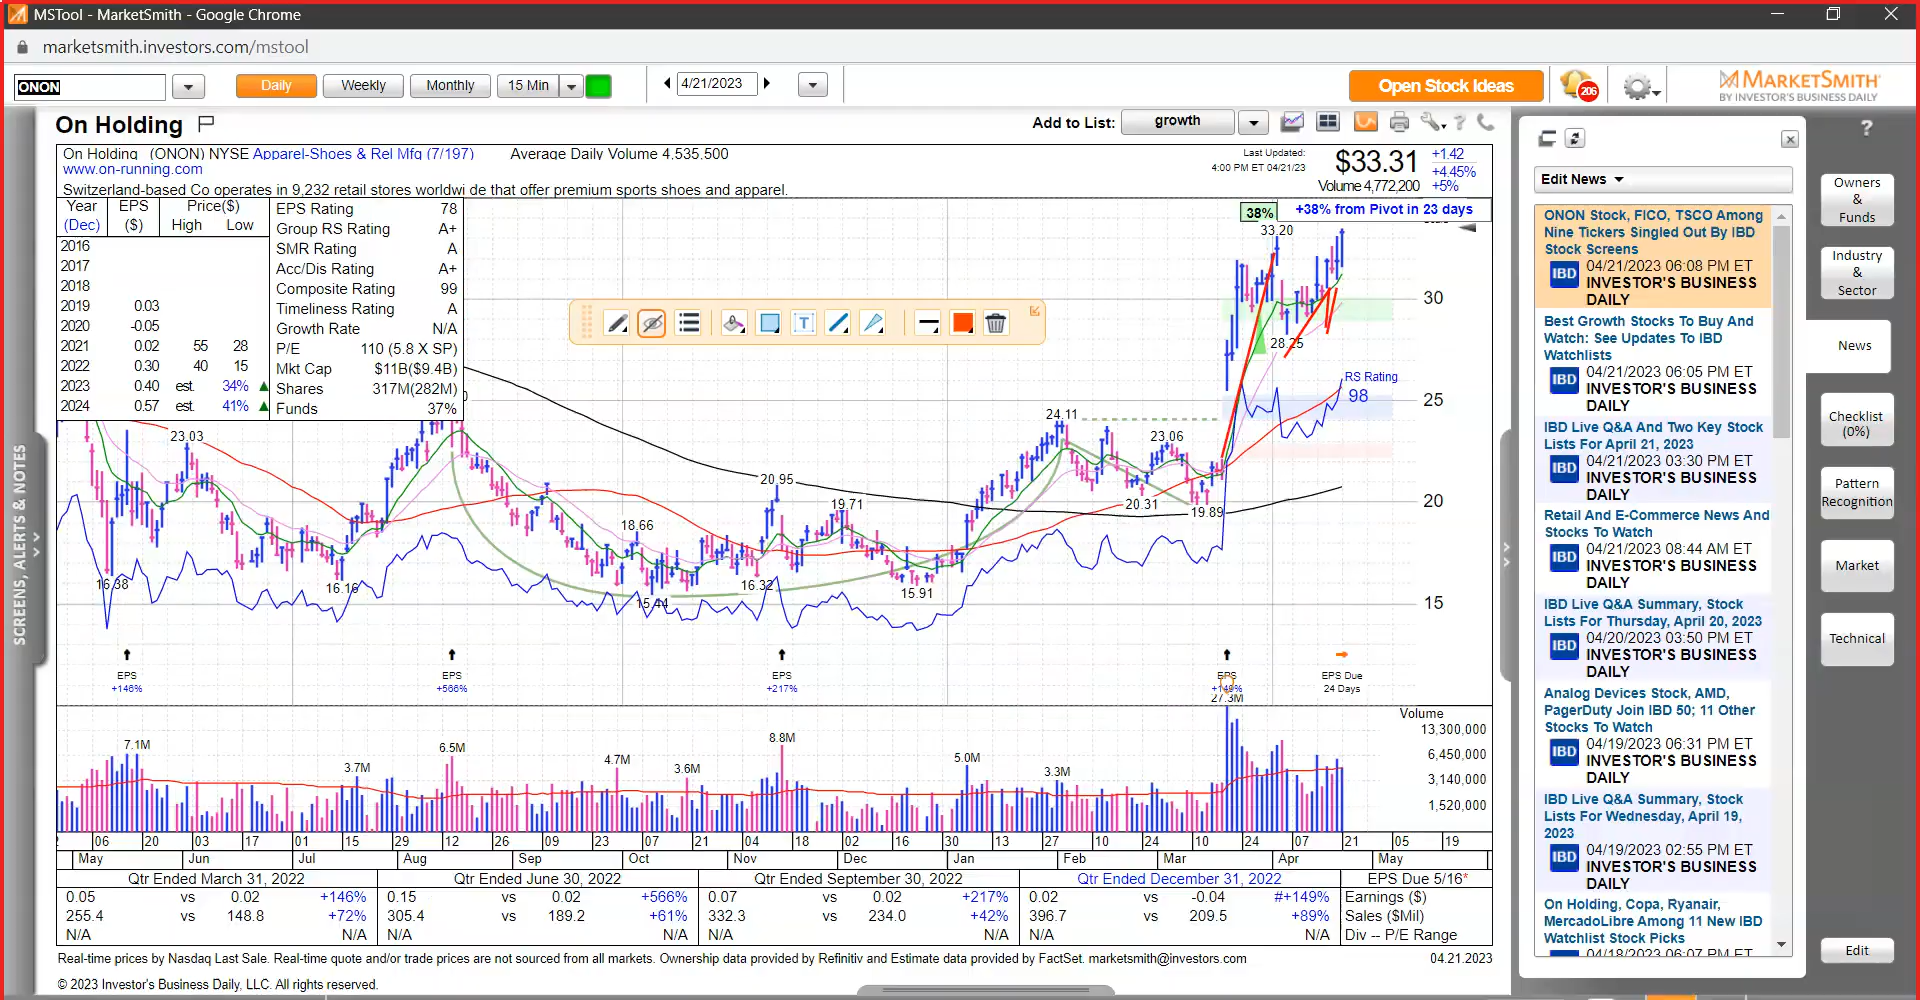 MSTool - MarketSmith - Google Chrome
marketsmith.investors.com/mstool
ONON
Daily
Weekly
Monthly
15 Min
4/21/2023
Open Stock Ideas
206
MARKETSMITH
BY INVESTOR'S BUSINESS DAILY
On Holding
Add to List:
growth
On Holding (ONON) NYSE Apparel-Shoes & Rel Mfg (7/197) Average Daily Volume 4,535,500
www.on-running.com
Switzerland-based Co operates in 9,232 retail stores worldwi de that offer premium sports shoes and apparel.
Last Updated:
4:00 PM ET 04/21/23
$33.31
+1.42
+4.45%
Volume 4,772,200 +5%
Year EPS Price($)
(Dec) ($) High Low
2016
2017
2018
2019 0.03
2020 -0.05
2021 0.02 55 28
2022 0.30 40 15
2023 0.40 est. 34%
2024 0.57 est. 41%
EPS Rating 78
Group RS Rating A+
SMR Rating A
Acc/Dis Rating A+
Composite Rating 99
Timeliness Rating A
Growth Rate N/A
P/E 110 (5.8 X SP)
Mkt Cap $11B($9.4B)
Shares 317M(282M)
Funds 37%
38%
+38% from Pivot in 23 days
33.20
30
28.25
RS Rating
98
25
24.11
23.06
23.03
20.95
20
20.31
19.89
19.71
18.66
16.38
16.16
15.44
16.32
15.91
15
EPS
+146%
EPS
+566%
EPS
+217%
EPS
+149%
27.3M
EPS Due
24 Days
Volume
13,300,000
6,450,000
3,140,000
1,520,000
7.1M
3.7M
6.5M
4.7M
3.6M
8.8M
5.0M
3.3M
06 20 03 17 01 15 29 12 26 09 23 07 21 04 18 02 16 30 13 27 10 24 10 24 07 21 05 19
May Jun Jul Aug Sep Oct Nov Dec Jan Feb Mar Apr May
Qtr Ended March 31, 2022 Qtr Ended June 30, 2022 Qtr Ended September 30, 2022 Qtr Ended December 31, 2022 EPS Due 5/16*
0.05 vs 0.02 +146% 0.15 vs 0.02 +566% 0.07 vs 0.02 +217% 0.02 vs -0.04 #+149% Earnings ($)
255.4 vs 148.8 +72% 305.4 vs 189.2 +61% 332.3 vs 234.0 +42% 396.7 vs 209.5 +89% Sales ($Mil)
N/A N/A N/A N/A N/A N/A N/A N/A Div -- P/E Range
Real-time prices by Nasdaq Last Sale. Real-time quote and/or trade prices are not sourced from all markets. Ownership data provided by Refinitiv and Estimate data provided by FactSet. marketsmith@investors.com
04.21.2023
© 2023 Investor's Business Daily, LLC. All rights reserved.
SCREENS, ALERTS & NOTES
Edit News
ONON Stock, FICO, TSCO Among
Nine Tickers Singled Out By IBD
Stock Screens
IBD
04/21/2023 06:08 PM ET
INVESTOR'S BUSINESS
DAILY
Best Growth Stocks To Buy And
Watch: See Updates To IBD
Watchlists
IBD
04/21/2023 06:05 PM ET
INVESTOR'S BUSINESS
DAILY
IBD Live Q&A And Two Key Stock
Lists For April 21, 2023
IBD
04/21/2023 03:30 PM ET
INVESTOR'S BUSINESS
DAILY
Retail And E-Commerce News And
Stocks To Watch
IBD
04/21/2023 08:44 AM ET
INVESTOR'S BUSINESS
DAILY
IBD Live Q&A Summary, Stock
Lists For Thursday, April 20, 2023
IBD
04/20/2023 03:50 PM ET
INVESTOR'S BUSINESS
DAILY
Analog Devices Stock, AMD,
PagerDuty Join IBD 50; 11 Other
Stocks To Watch
IBD
04/19/2023 06:31 PM ET
INVESTOR'S BUSINESS
DAILY
IBD Live Q&A Summary, Stock
Lists For Wednesday, April 19,
2023
IBD
04/19/2023 02:55 PM ET
INVESTOR'S BUSINESS
DAILY
On Holding, Copa, Ryanair,
MercadoLibre Among 11 New IBD
Watchlist Stock Picks
04/18/2023 06:07 PM ET
?
Owners
&
Funds
Industry
&
Sector
News
Checklist
(0%)
Pattern
Recognition
Market
Technical
Edit